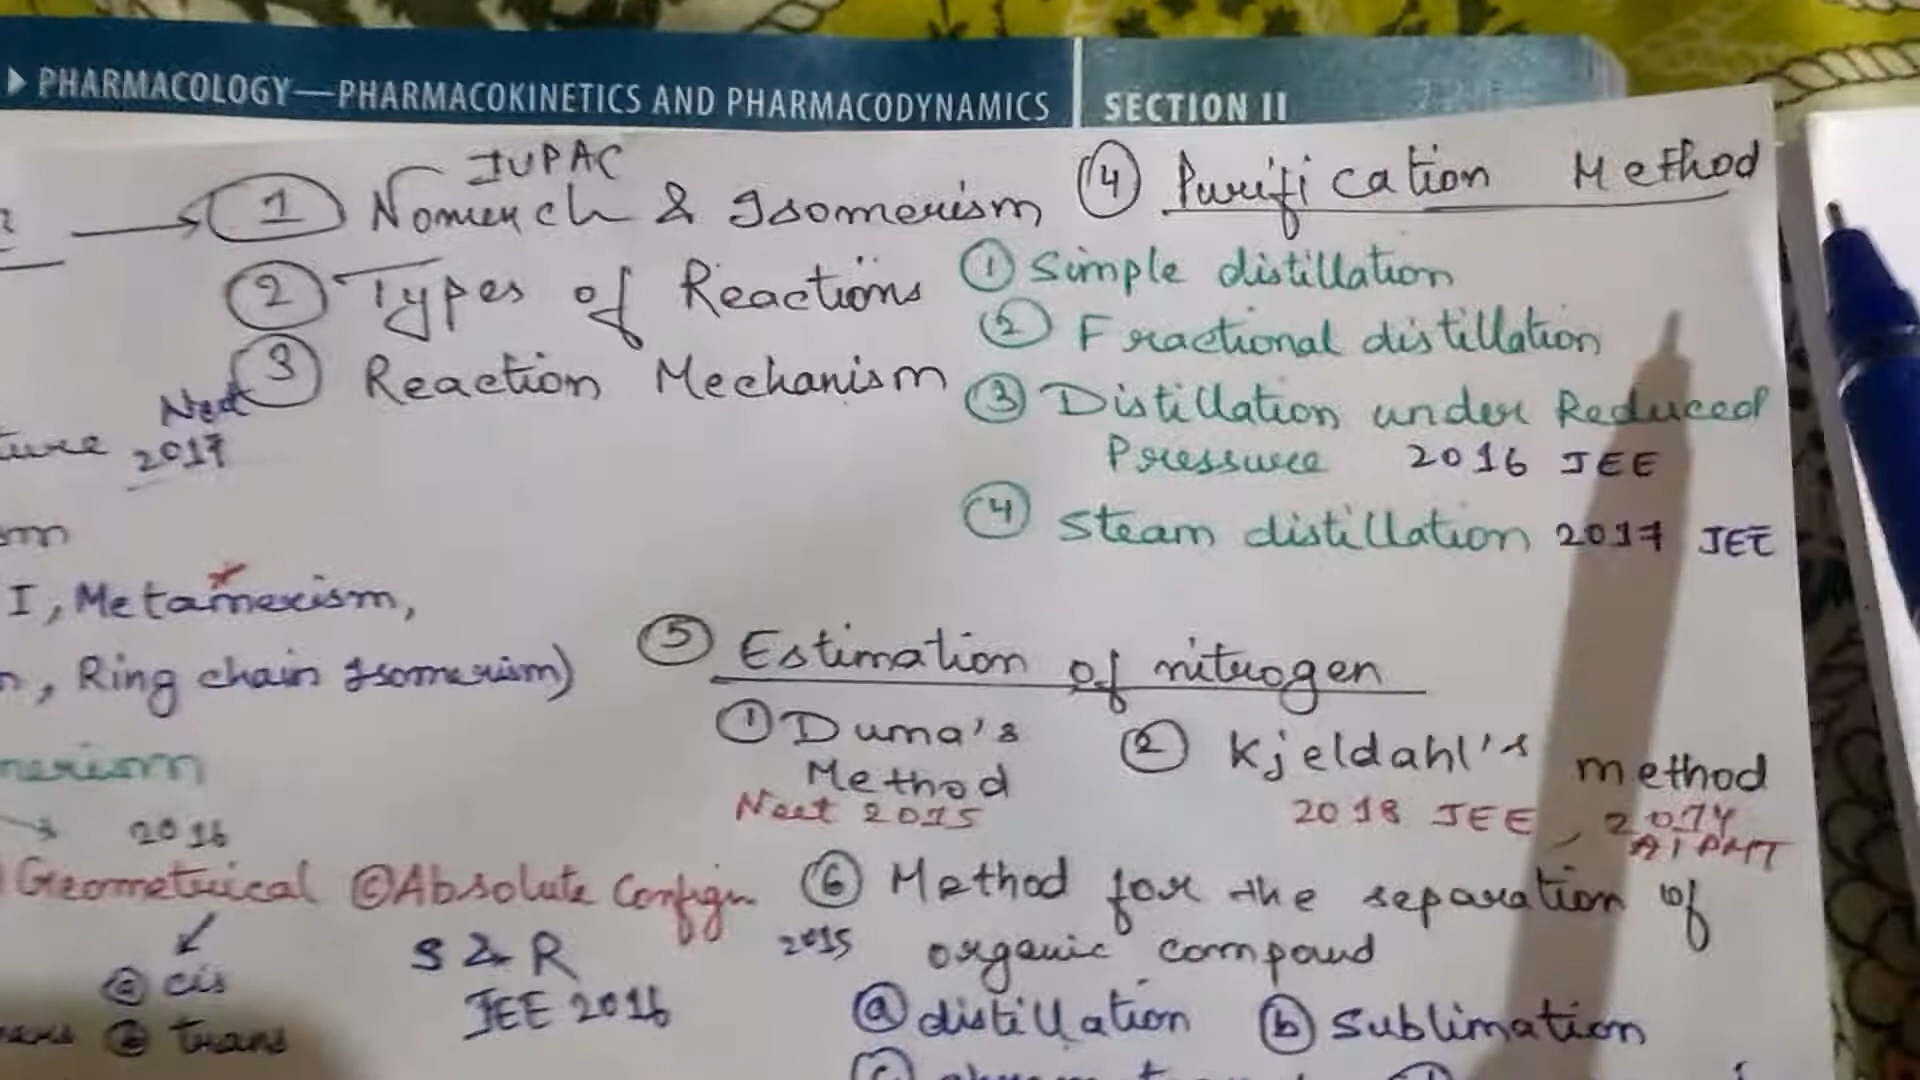 ▶ PHARMACOLOGY—PHARMACOKINETICS AND PHARMACODYNAMICS SECTION II
IUPAC
① Nomench & Isomerism
② Types of Reactions
③ Reaction Mechanism
Neet
2017
④ Purification Method
① Simple distillation
② Fractional distillation
③ Distillation under Reduced
Pressure 2016 JEE
④ Steam distillation 2017 JEE
I, Metamerism,
, Ring chain Isomerism)
2016
⑤ Estimation of nitrogen
① Duma's
Method
Neet 2015
② Kjeldahl's method
2018 JEE, 2014
AIPMT
Geometrical © Absolute Confign
ⓐ cis
trans
S & R
JEE 2016
⑥ Method for the separation of
2015 organic compoud
ⓐ distillation ⓑ Sublimation